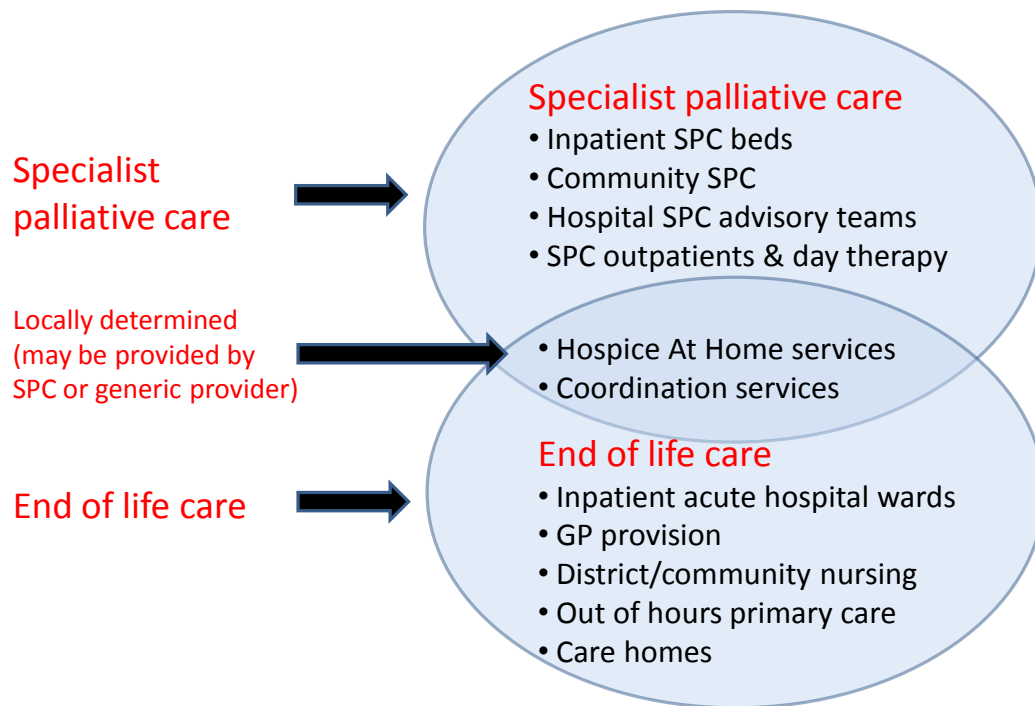 Specialist
palliative care
Specialist palliative care
• Inpatient SPC beds
• Community SPC
• Hospital SPC advisory teams
• SPC outpatients & day therapy
Locally determined
(may be provided by
SPC or generic provider)
• Hospice At Home services
• Coordination services
End of life care
End of life care
• Inpatient acute hospital wards
• GP provision
• District/community nursing
• Out of hours primary care
• Care homes